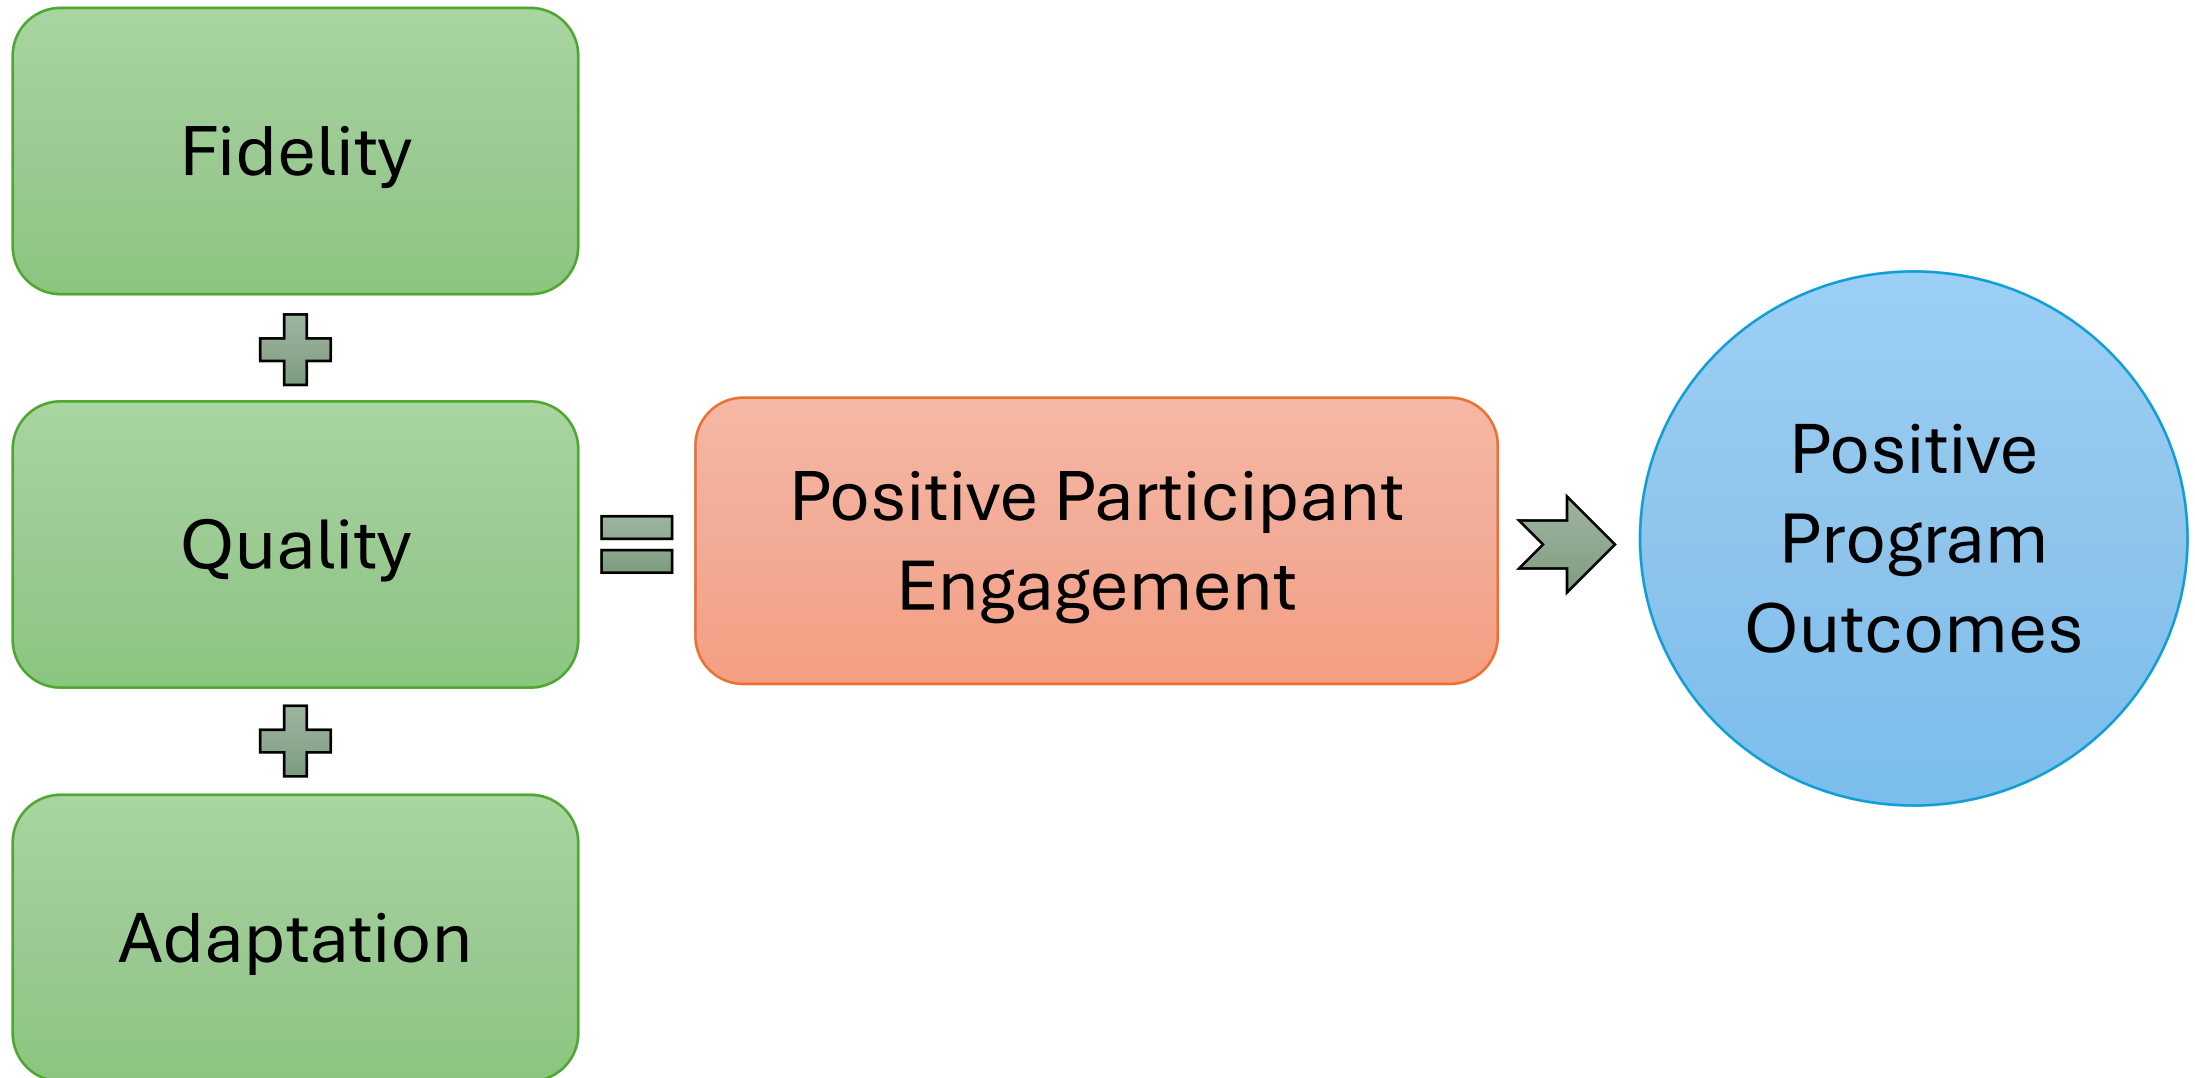 Fidelity
Quality
Adaptation
Positive Participant
Engagement
Positive
Program
Outcomes